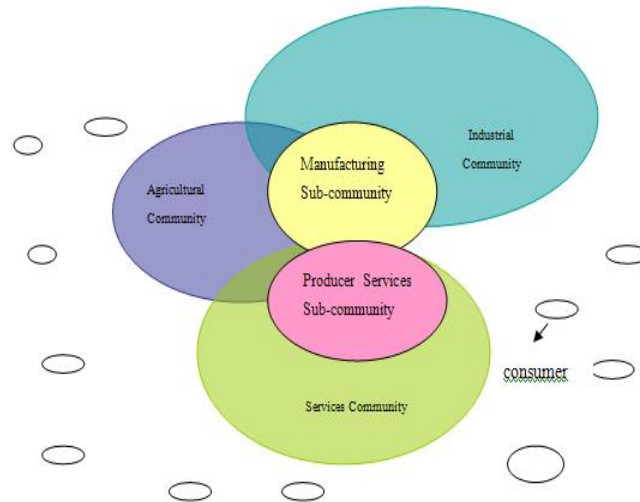 Industrial
Community
Manufacturing
Sub-community
Agricultural
Community
Producer Services
Sub-community
consumer
Services Community